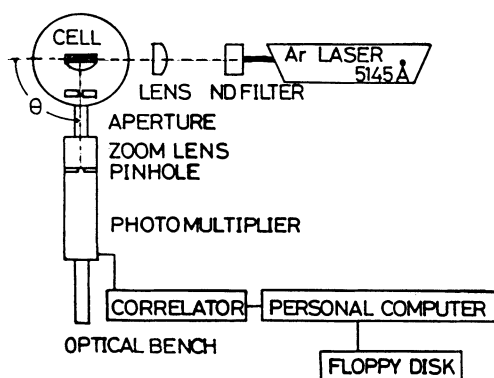 CELL
Ar LASER
5145Å
LENS
ND FILTER
θ
APERTURE
ZOOM LENS
PINHOLE
PHOTOMULTIPLIER
CORRELATOR
PERSONAL COMPUTER
OPTICAL BENCH
FLOPPY DISK